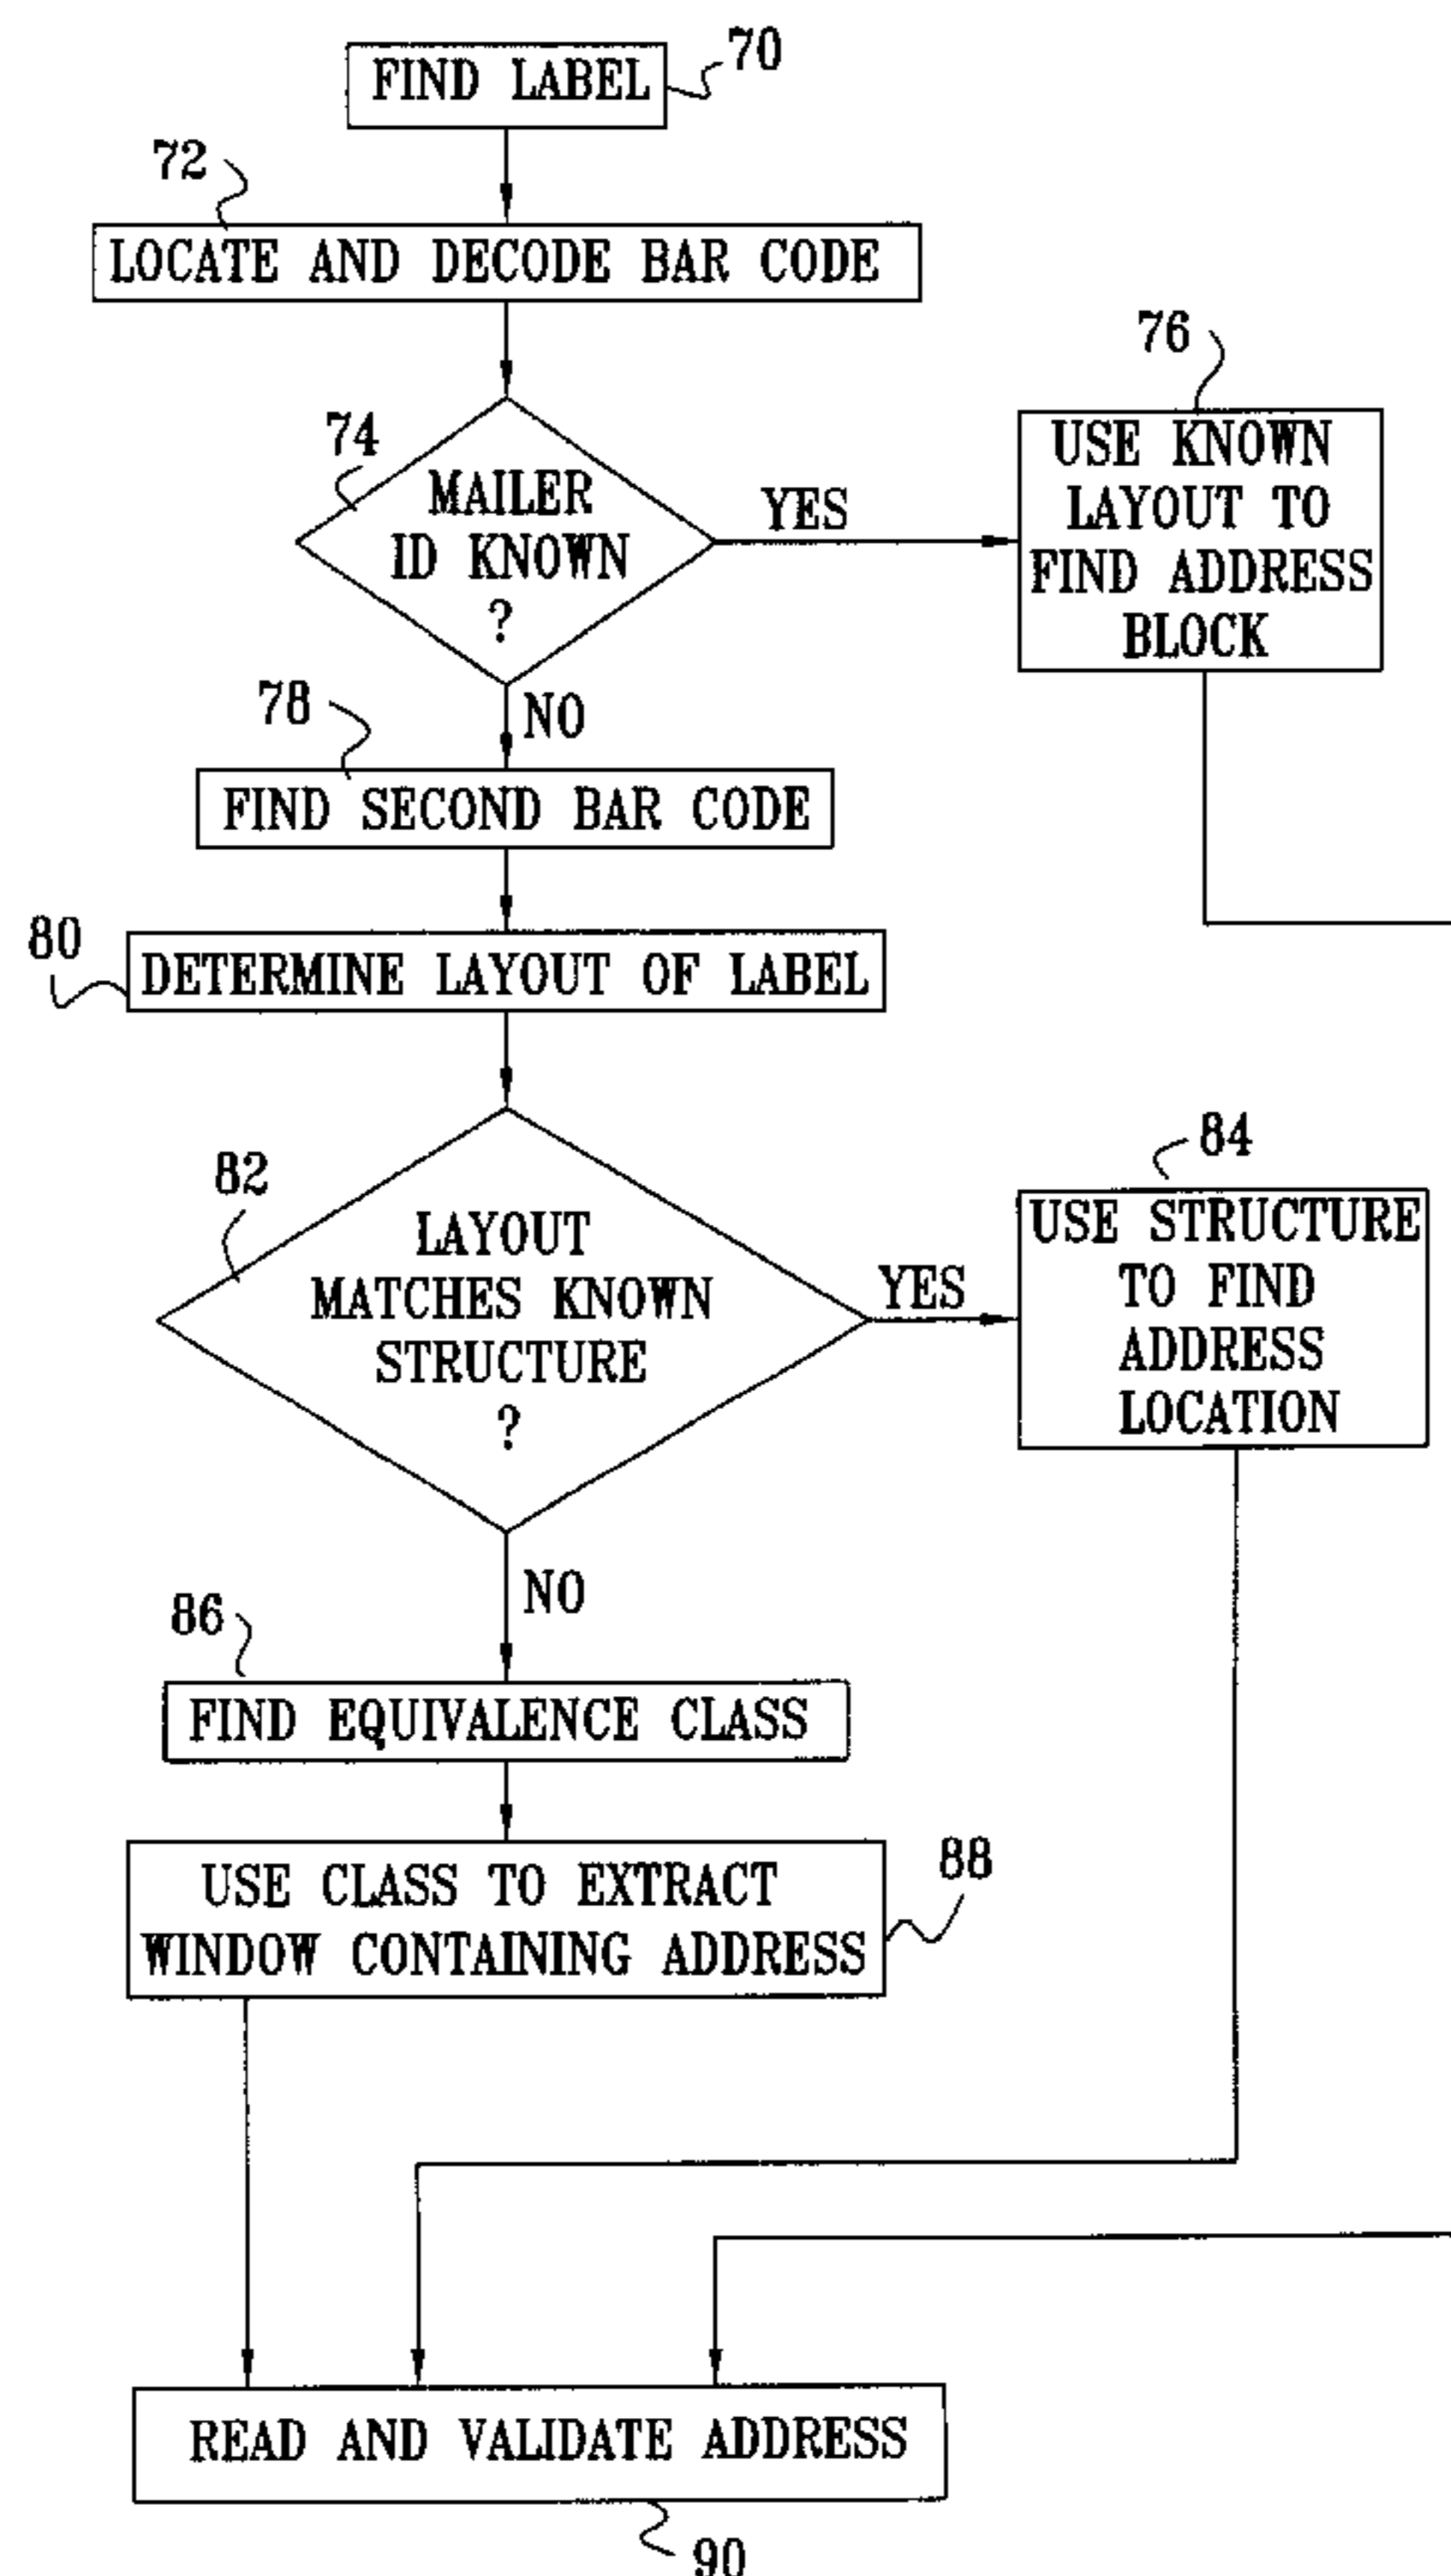 FIND LABEL
70
72
LOCATE AND DECODE BAR CODE
74
MAILER
ID KNOWN
?
YES
76
USE KNOWN
LAYOUT TO
FIND ADDRESS
BLOCK
NO
78
FIND SECOND BAR CODE
80
DETERMINE LAYOUT OF LABEL
82
LAYOUT
MATCHES KNOWN
STRUCTURE
?
YES
84
USE STRUCTURE
TO FIND
ADDRESS
LOCATION
NO
86
FIND EQUIVALENCE CLASS
USE CLASS TO EXTRACT
WINDOW CONTAINING ADDRESS
88
READ AND VALIDATE ADDRESS
90